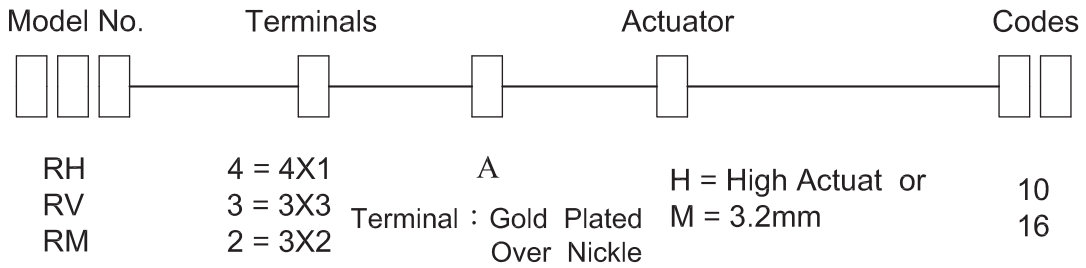 Model No. Terminals Actuator Codes
RH 4 = 4X1 A H = High Actuat or 10
RV 3 = 3X3 Terminal : Gold Plated M = 3.2mm 16
RM 2 = 3X2 Over Nickle